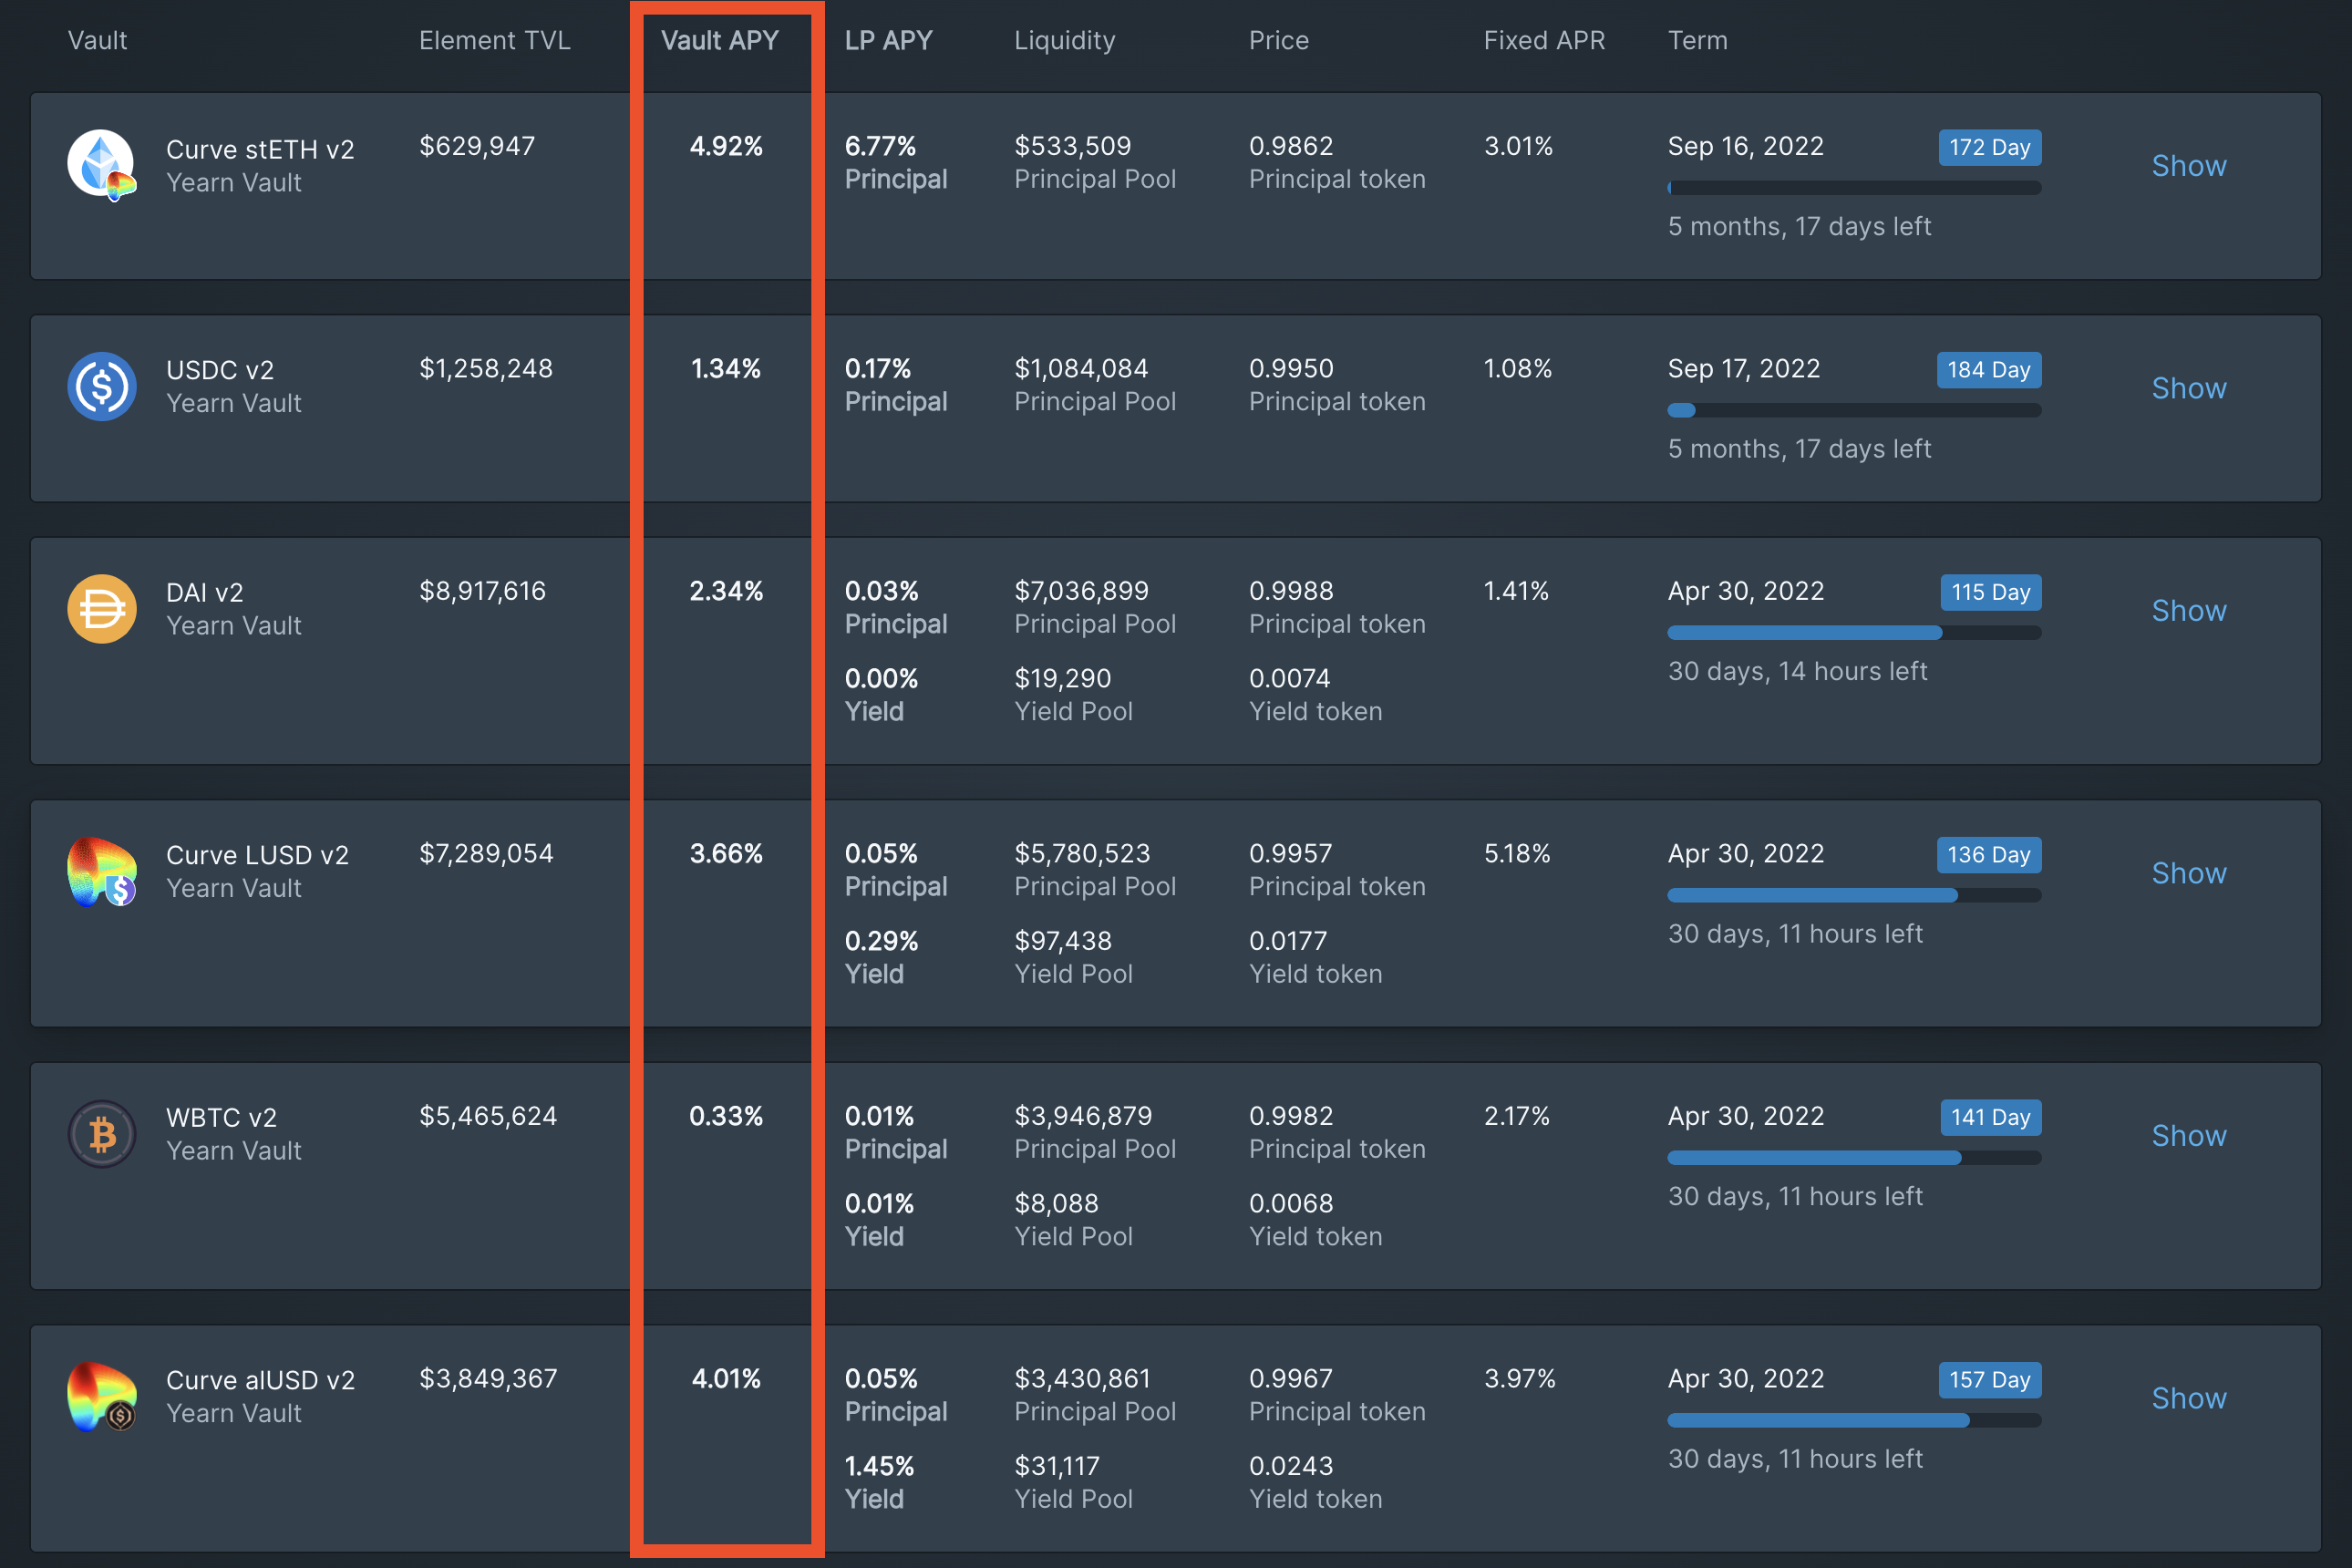 Vault Element TVL Vault APY LP APY Liquidity Price Fixed APR Term
Curve stETH v2 $629,947 4.92% 6.77% $533,509 0.9862 3.01% Sep 16, 2022 172 Day Show
Yearn Vault Principal Principal Pool Principal token
5 months, 17 days left
USDC v2 $1,258,248 1.34% 0.17% $1,084,084 0.9950 1.08% Sep 17, 2022 184 Day Show
Yearn Vault Principal Principal Pool Principal token
5 months, 17 days left
DAI v2 $8,917,616 2.34% 0.03% $7,036,899 0.9988 1.41% Apr 30, 2022 115 Day Show
Yearn Vault Principal Principal Pool Principal token
30 days, 14 hours left
0.00% $19,290 0.0074
Yield Yield Pool Yield token
Curve LUSD v2 $7,289,054 3.66% 0.05% $5,780,523 0.9957 5.18% Apr 30, 2022 136 Day Show
Yearn Vault Principal Principal Pool Principal token
30 days, 11 hours left
0.29% $97,438 0.0177
Yield Yield Pool Yield token
WBTC v2 $5,465,624 0.33% 0.01% $3,946,879 0.9982 2.17% Apr 30, 2022 141 Day Show
Yearn Vault Principal Principal Pool Principal token
30 days, 11 hours left
0.01% $8,088 0.0068
Yield Yield Pool Yield token
Curve alUSD v2 $3,849,367 4.01% 0.05% $3,430,861 0.9967 3.97% Apr 30, 2022 157 Day Show
Yearn Vault Principal Principal Pool Principal token
30 days, 11 hours left
1.45% $31,117 0.0243
Yield Yield Pool Yield token